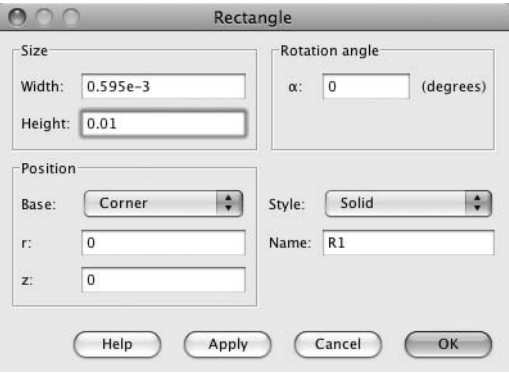 Rectangle
Size
Width: 0.595e-3
Height: 0.01
Rotation angle
α: 0 (degrees)
Position
Base: Corner
r: 0
z: 0
Style: Solid
Name: R1
Help Apply Cancel OK